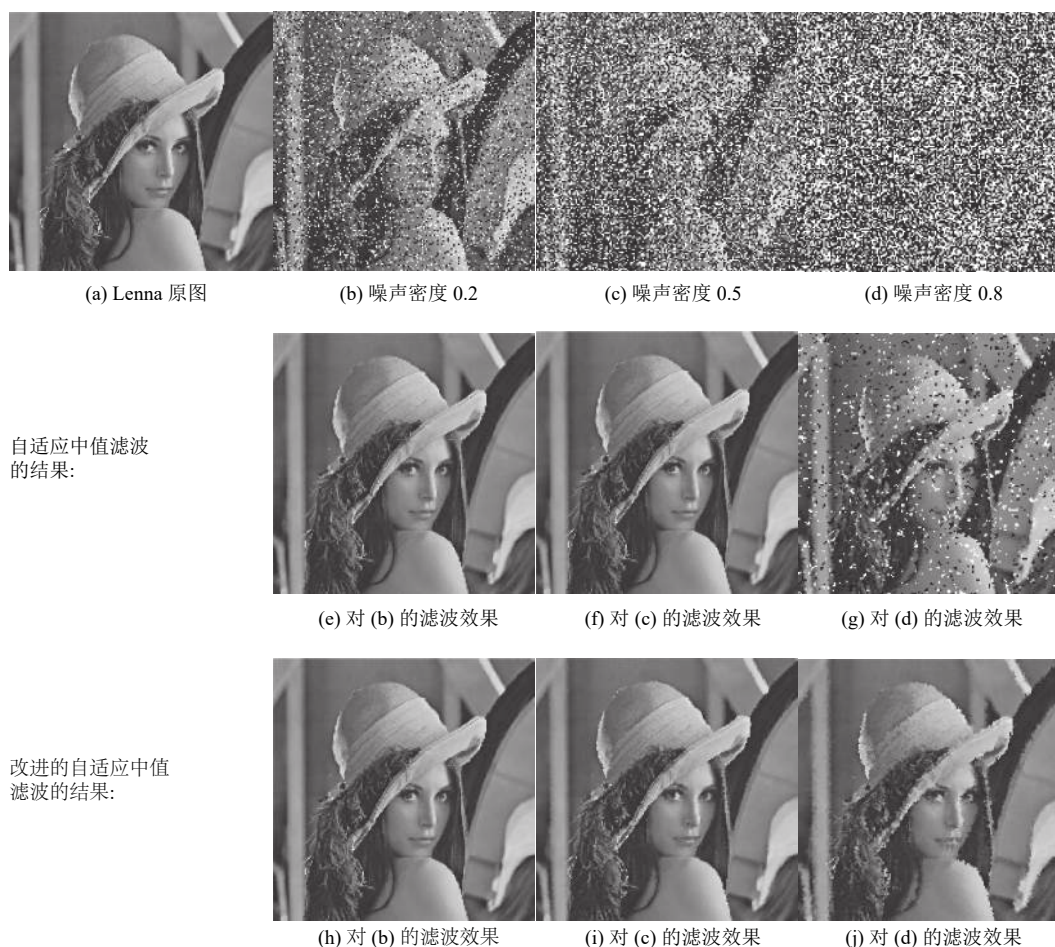 (a) Lenna 原图
(b) 噪声密度 0.2
(c) 噪声密度 0.5
(d) 噪声密度 0.8
自适应中值滤波
的结果:
(e) 对 (b) 的滤波效果
(f) 对 (c) 的滤波效果
(g) 对 (d) 的滤波效果
改进的自适应中值
滤波的结果:
(h) 对 (b) 的滤波效果
(i) 对 (c) 的滤波效果
(j) 对 (d) 的滤波效果